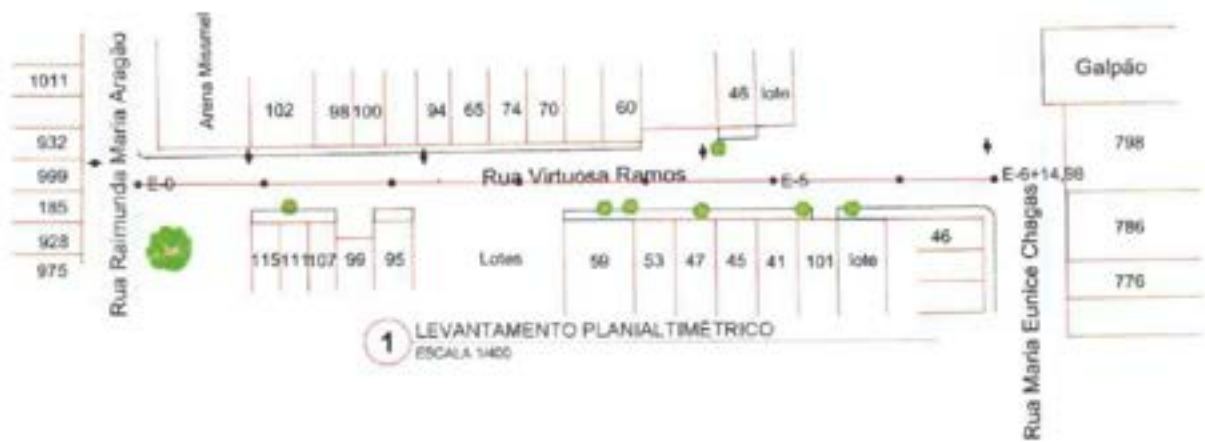 1011
932
999
185
928
975
Rua Raimunda Maria Aragão
Arena Missmel
102
98
100
94
65
74
70
60
46
lote
Galpão
798
786
776
E-0
Rua Virtuosa Ramos
E-5
E-6+14,98
115
111
107
99
95
Lotes
59
53
47
45
41
101
lote
46
Rua Maria Eunice Chagas
1
LEVANTAMENTO PLANIALTIMÉTRICO
ESCALA 1/400